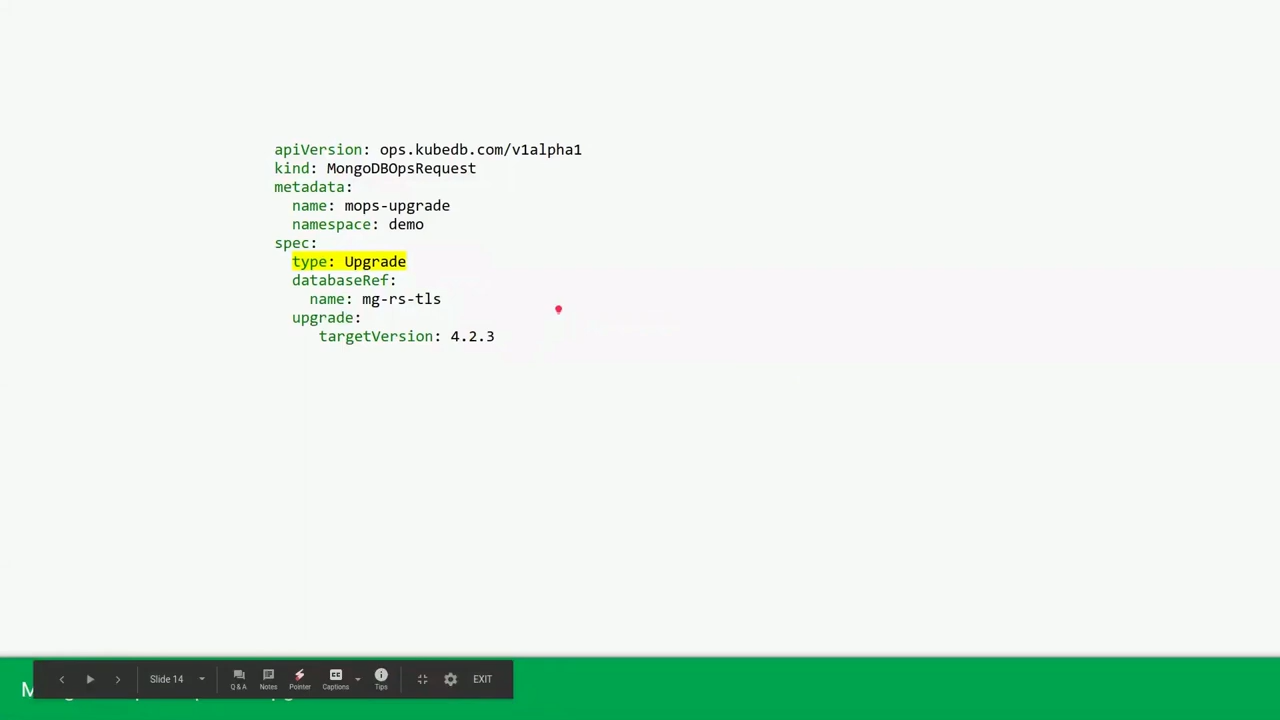 apiVersion: ops.kubedb.com/v1alpha1
kind: MongoDBOpsRequest
metadata:
  name: mops-upgrade
  namespace: demo
spec:
  type: Upgrade
  databaseRef:
    name: mg-rs-tls
  upgrade:
     targetVersion: 4.2.3
Slide 14
Q & A
Notes
Pointer
Captions
Tips
EXIT